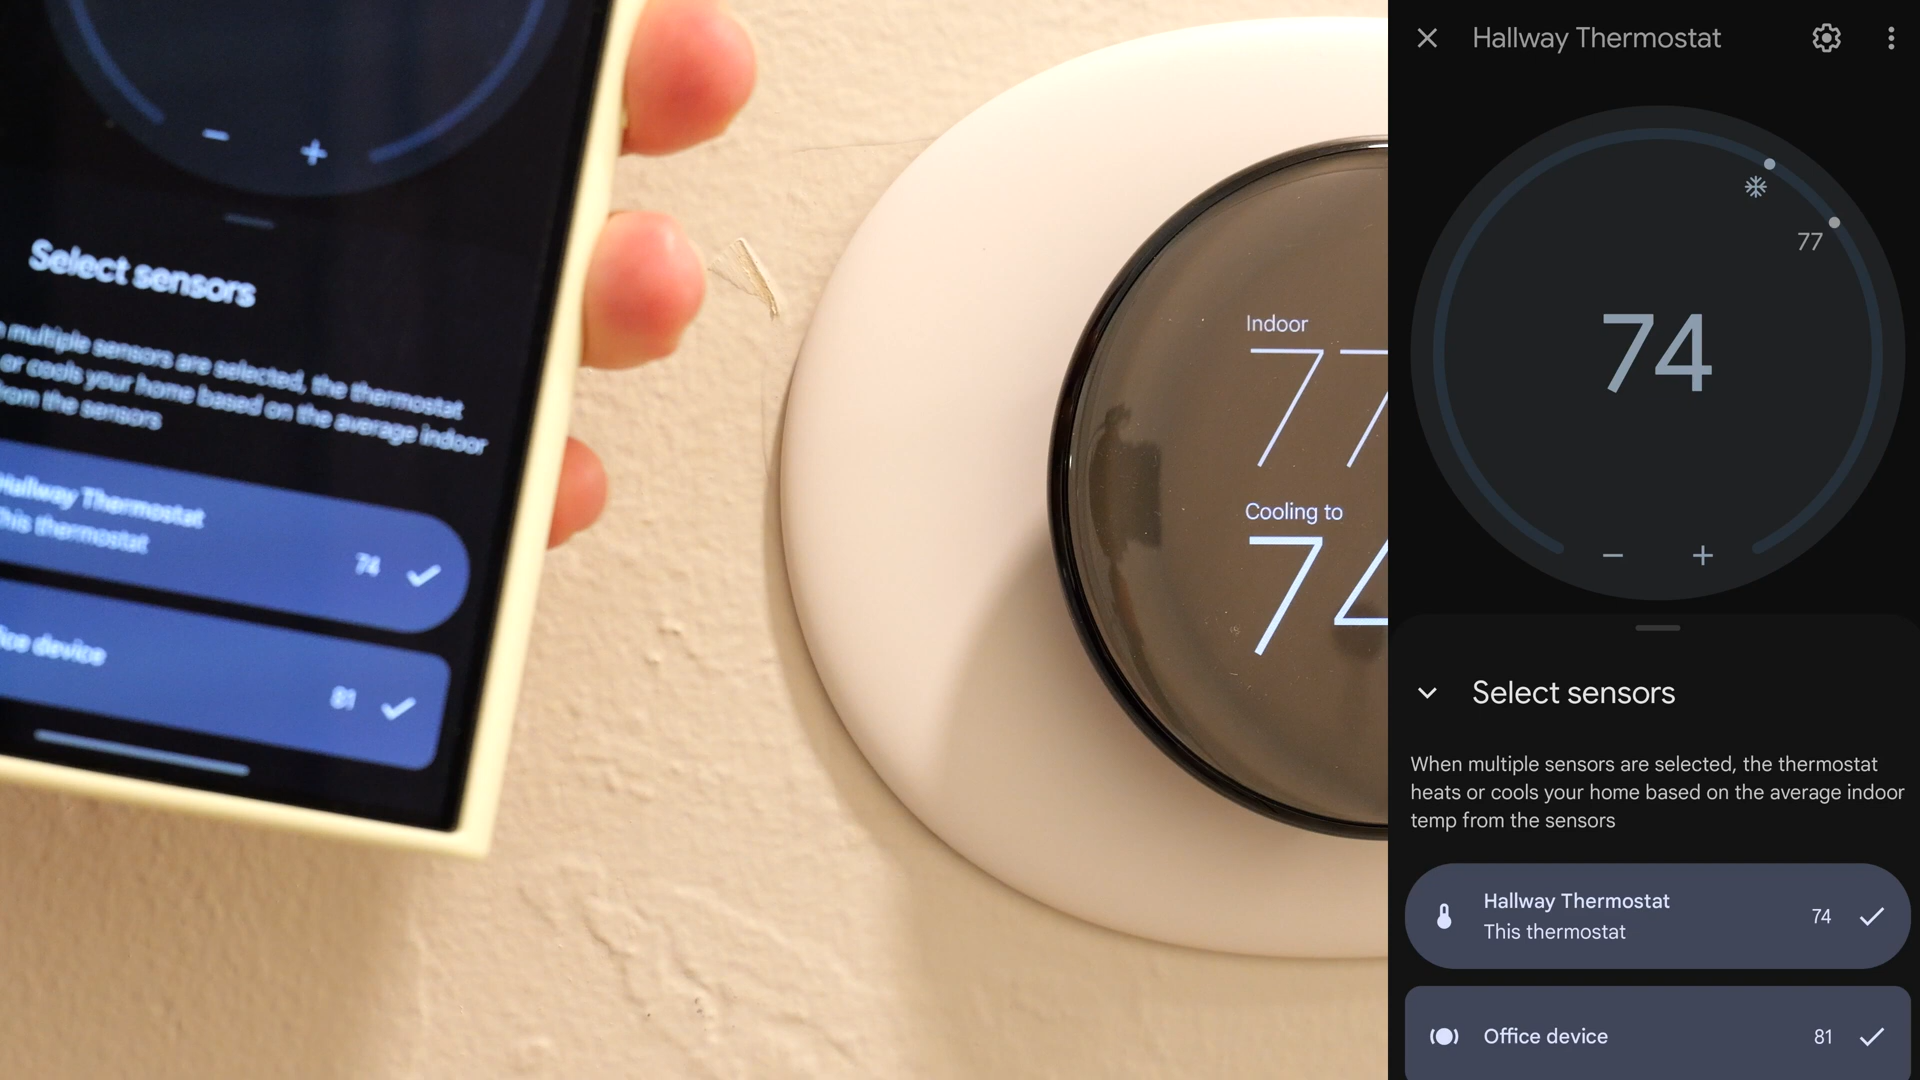 Select sensors
multiple sensors are selected, the thermostat
or cools your home based on the average indoor
from the sensors
Hallway Thermostat
This thermostat
74
device
81
Indoor
77
Cooling to
74
Hallway Thermostat
77
74
Select sensors
When multiple sensors are selected, the thermostat
heats or cools your home based on the average indoor
temp from the sensors
Hallway Thermostat
This thermostat
74
Office device
81